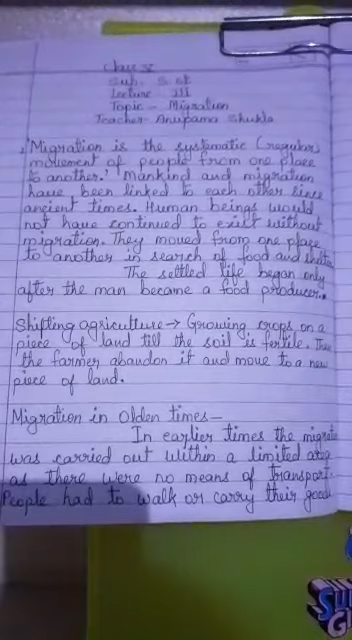 Class V
Sub. S.st
Lecture III
Topic - Migration
Teacher- Anupama Shukla
"Migration is the systematic (regular)
movement of people from one place
to another." Mankind and migration
have been linked to each other since
ancient times. Human beings would
not have continued to exist without
migration. They moved from one place
to another in search of food and shelter
The settled life began only
after the man became a food producer.
Shifting agriculture → Growing crops on a
piece of land till the soil is fertile. Then
the farmer abandon it and move to a new
piece of land.
Migration in Olden times—
In earlier times the migrate
was carried out within a limited area
as there were no means of transport.
People had to walk or carry their good